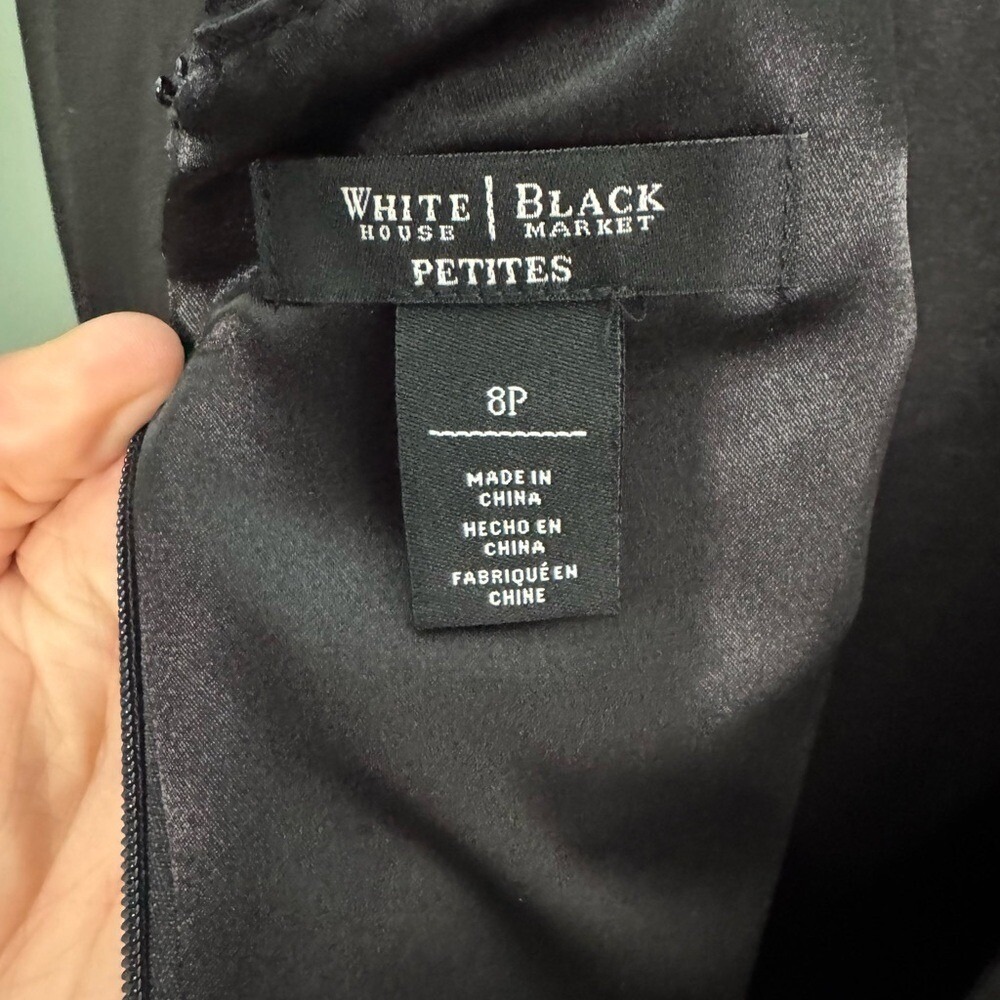 WHITE | BLACK
HOUSE MARKET
PETITES
8P
MADE IN
CHINA
HECHO EN
CHINA
FABRIQUÉ EN
CHINE